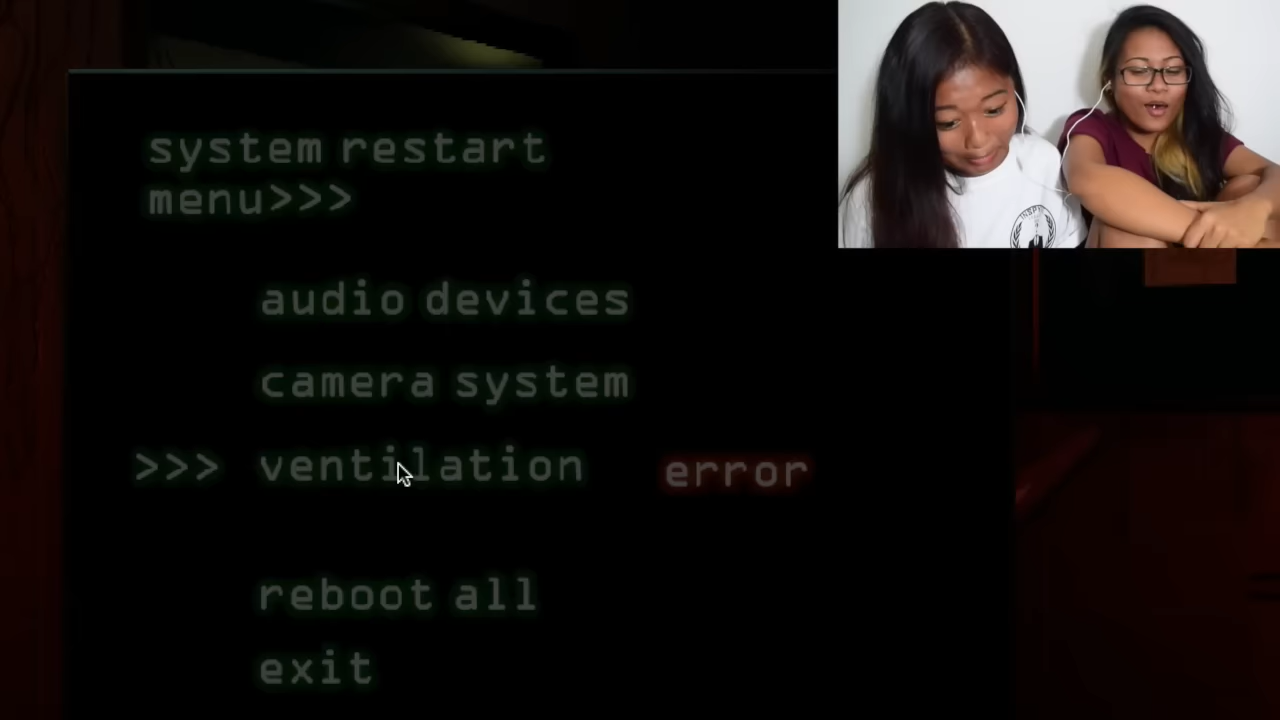 system restart
menu>>>
audio devices
camera system
>>> ventilation error
reboot all
exit